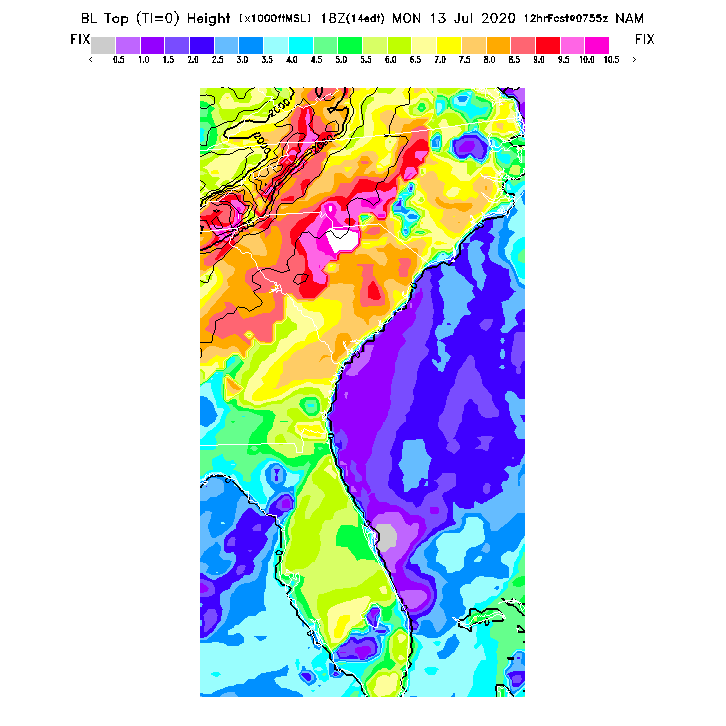 BL Top (TI=0) Height [x1000ftMSL] 18Z(14edt) MON 13 Jul 2020 12hrFcst@0755z NAM
FIX FIX
< 0.5 1.0 1.5 2.0 2.5 3.0 3.5 4.0 4.5 5.0 5.5 6.0 6.5 7.0 7.5 8.0 8.5 9.0 9.5 10.0 10.5 >
2000
2000